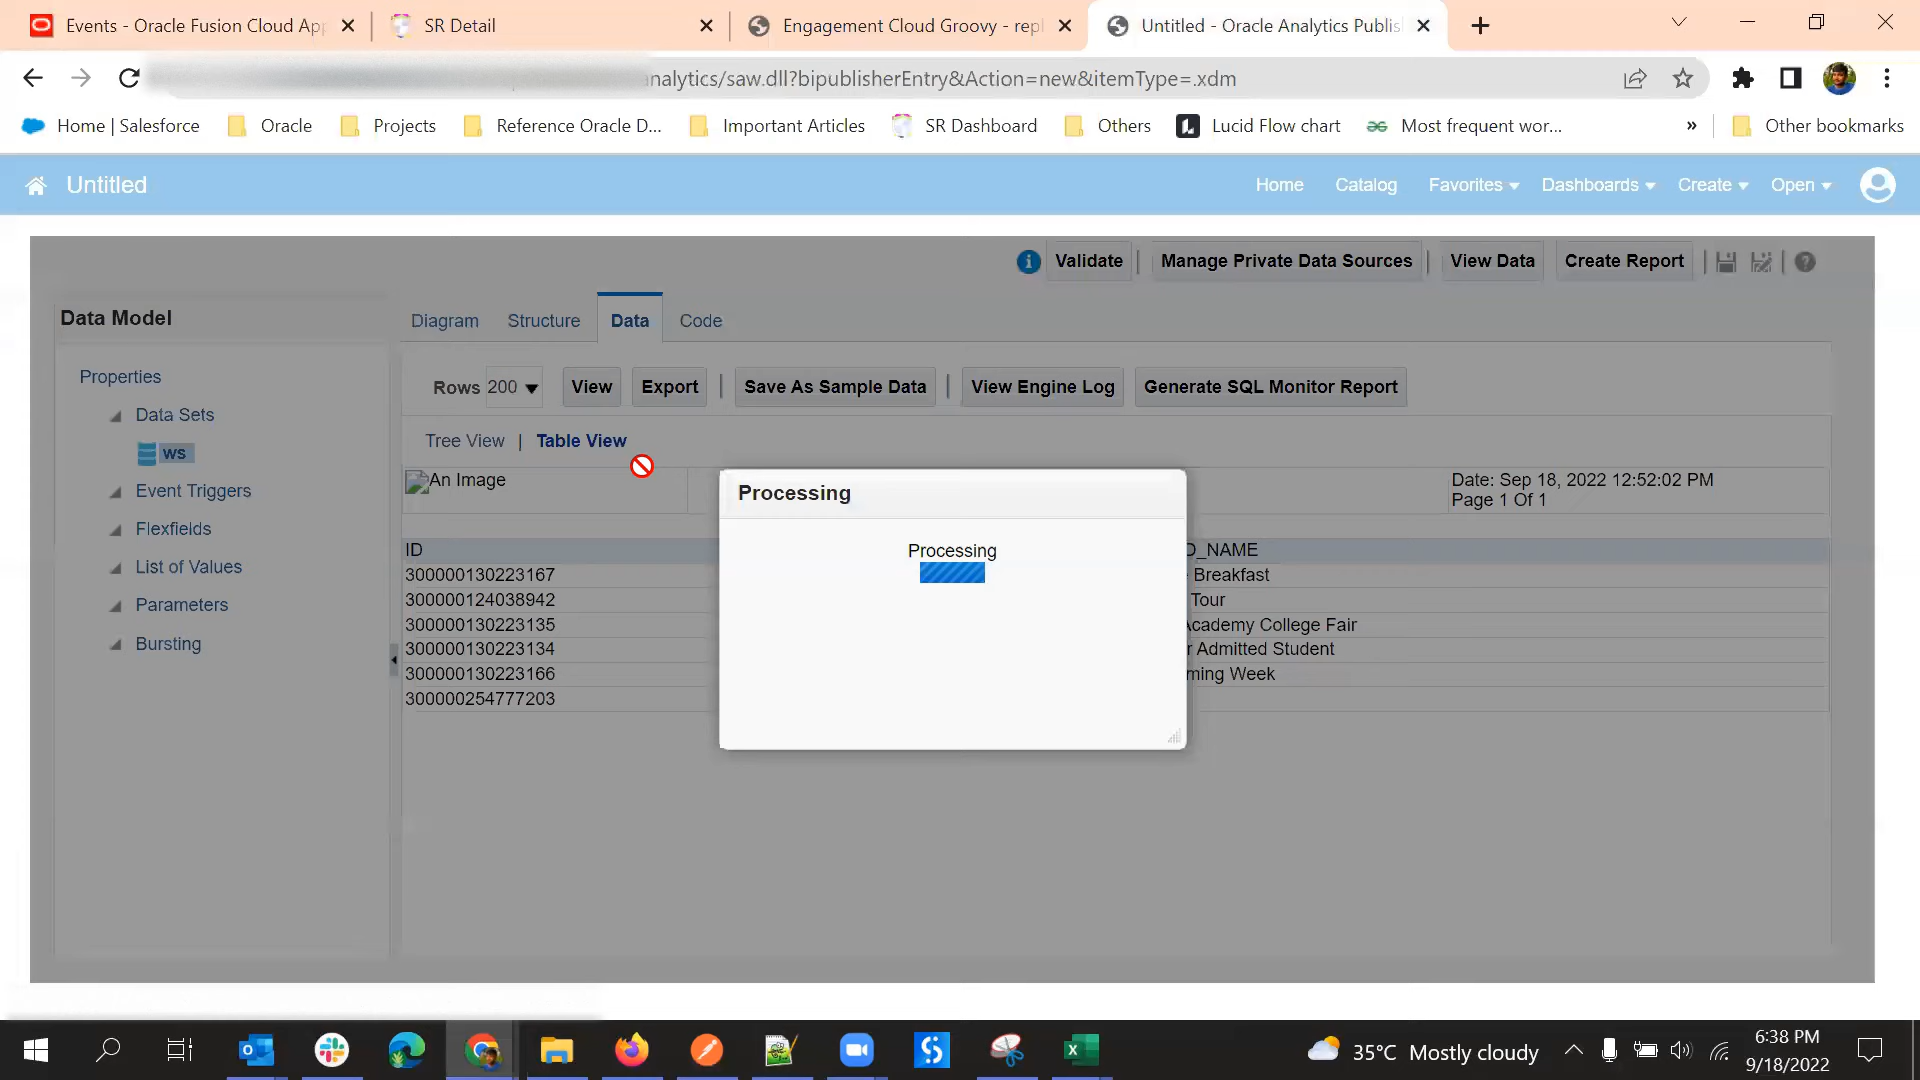 Events - Oracle Fusion Cloud App
SR Detail
Engagement Cloud Groovy - repl
Untitled - Oracle Analytics Publis
analytics/saw.dll?bipublisherEntry&Action=new&itemType=.xdm
Home | Salesforce
Oracle
Projects
Reference Oracle D...
Important Articles
SR Dashboard
Others
Lucid Flow chart
Most frequent wor...
»
Other bookmarks
Untitled
Home
Catalog
Favorites
Dashboards
Create
Open
Validate
Manage Private Data Sources
View Data
Create Report
Data Model
Diagram
Structure
Data
Code
Properties
Data Sets
ws
Event Triggers
Flexfields
List of Values
Parameters
Bursting
Rows 200
View
Export
Save As Sample Data
View Engine Log
Generate SQL Monitor Report
Tree View | Table View
An Image
Date: Sep 18, 2022 12:52:02 PM
Page 1 Of 1
ID
_NAME
300000130223167
Breakfast
300000124038942
Tour
300000130223135
Academy College Fair
300000130223134
r Admitted Student
300000130223166
ming Week
300000254777203
Processing
Processing
35°C Mostly cloudy
6:38 PM
9/18/2022